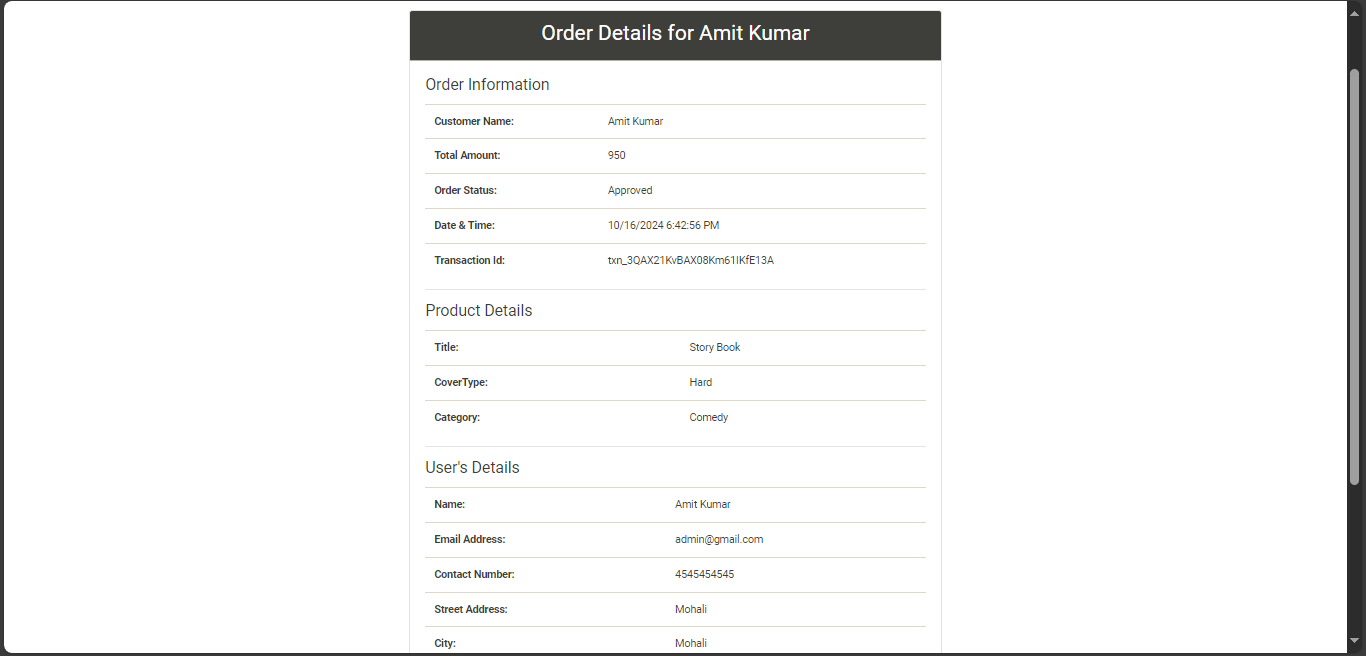 Order Details for Amit Kumar
Order Information
Customer Name: Amit Kumar
Total Amount: 950
Order Status: Approved
Date & Time: 10/16/2024 6:42:56 PM
Transaction Id: txn_3QAX21KvBAX08Km61IKfE13A
Product Details
Title: Story Book
CoverType: Hard
Category: Comedy
User's Details
Name: Amit Kumar
Email Address: admin@gmail.com
Contact Number: 4545454545
Street Address: Mohali
City: Mohali